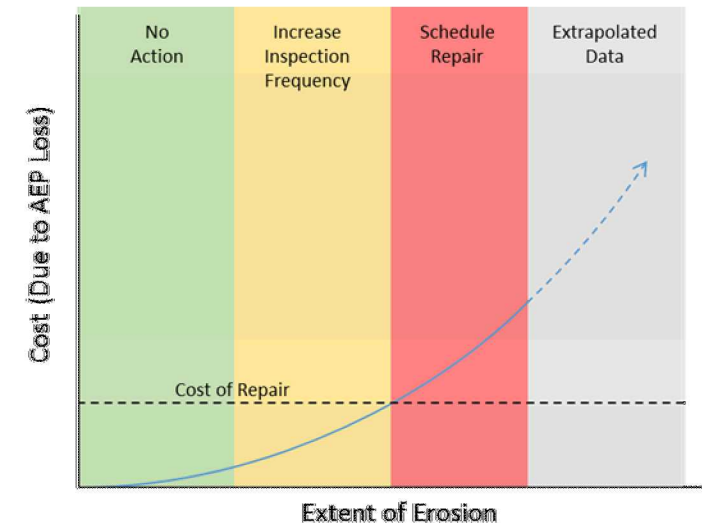 No
Action
Increase
Inspection
Frequency
Schedule
Repair
Extrapolated
Data
Cost (Due to AEP Loss)
Cost of Repair
Extent of Erosion